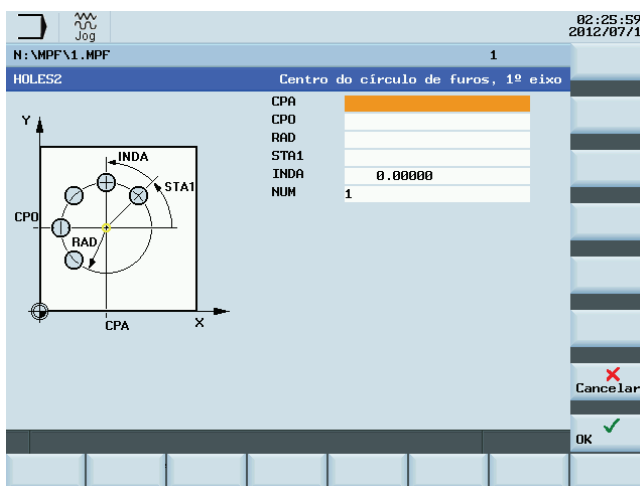 Jog
02:25:59
2012/07/1
N:\MPF\1.MPF 1
HOLES2 Centro do círculo de furos, 1º eixo
CPA
CPO
RAD
STA1
INDA 0.00000
NUM 1
Y
INDA
STA1
CPO
RAD
CPA
X
Cancelar
OK